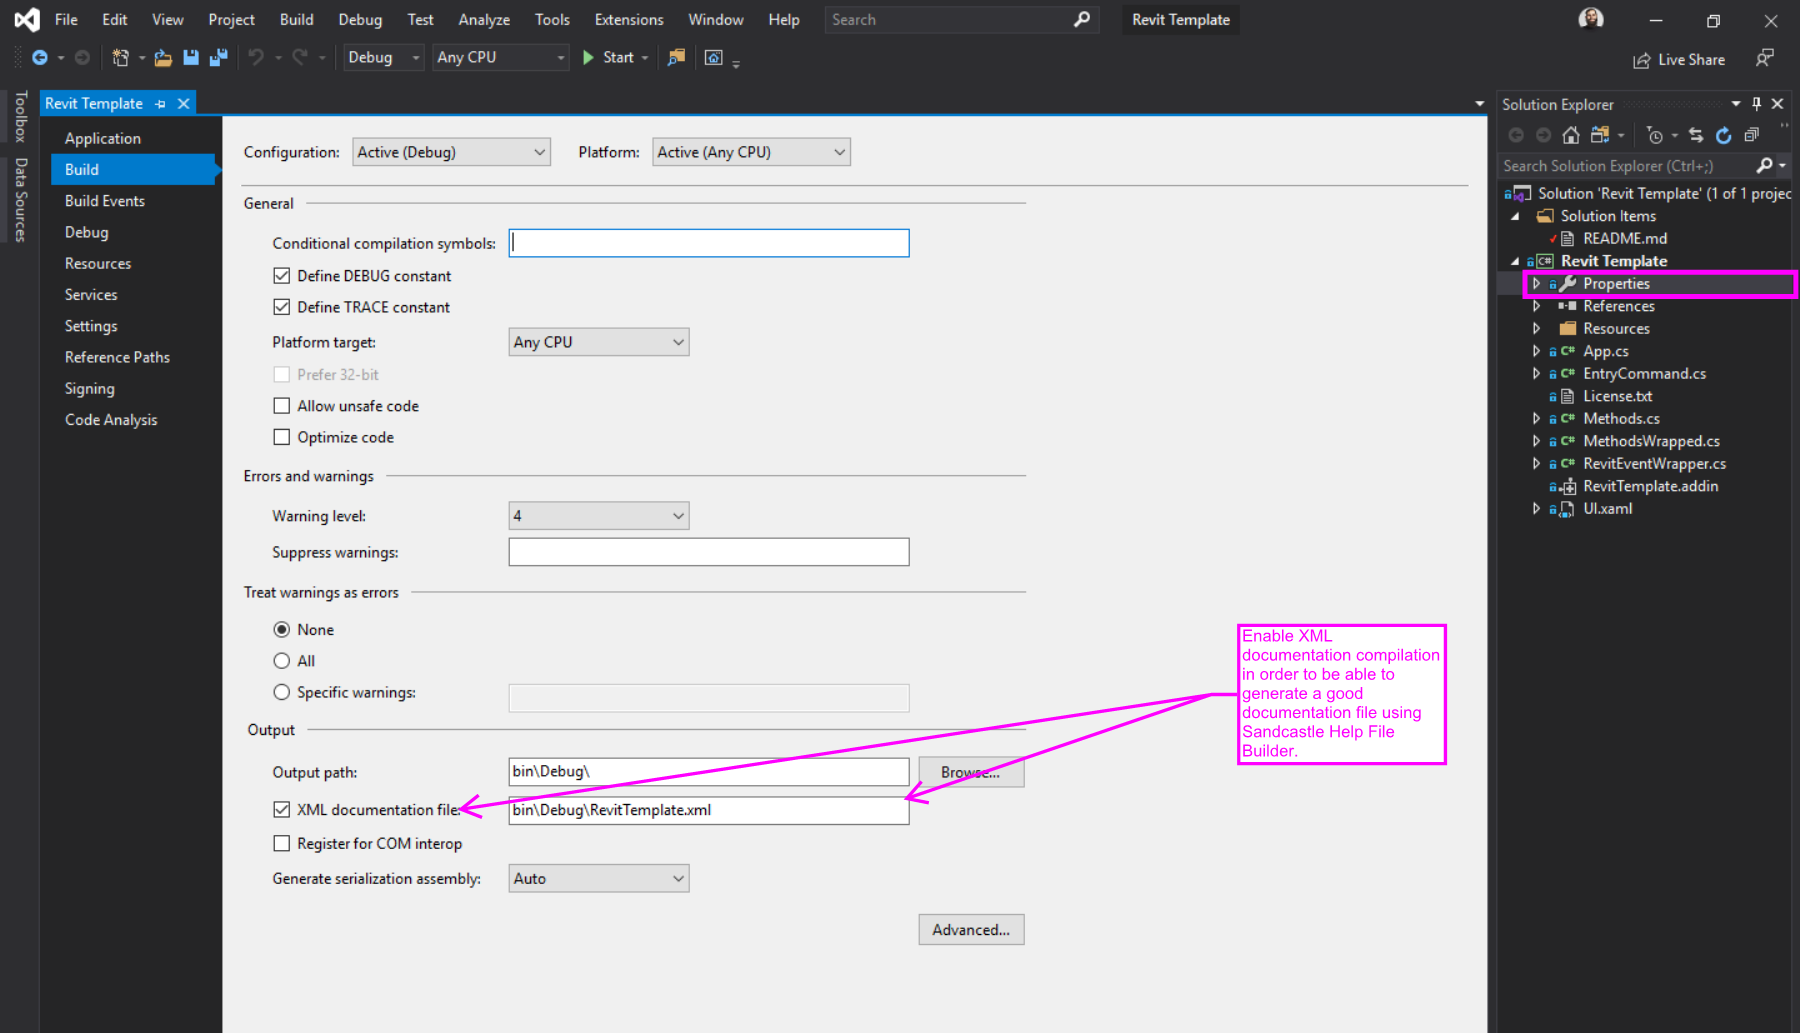 File Edit View Project Build Debug Test Analyze Tools Extensions Window Help Search Revit Template
Debug Any CPU Start Live Share
Toolbox
Data Sources
Revit Template
Application
Build
Build Events
Debug
Resources
Services
Settings
Reference Paths
Signing
Code Analysis
Configuration: Active (Debug) Platform: Active (Any CPU)
General
Conditional compilation symbols:
Define DEBUG constant
Define TRACE constant
Platform target: Any CPU
Prefer 32-bit
Allow unsafe code
Optimize code
Errors and warnings
Warning level: 4
Suppress warnings:
Treat warnings as errors
None
All
Specific warnings:
Output
Output path: bin\Debug\ Browse...
XML documentation file: bin\Debug\RevitTemplate.xml
Register for COM interop
Generate serialization assembly: Auto
Advanced...
Enable XML
documentation compilation
in order to be able to
generate a good
documentation file using
Sandcastle Help File
Builder.
Solution Explorer
Search Solution Explorer (Ctrl+;)
Solution 'Revit Template' (1 of 1 projec
Solution Items
README.md
C# Revit Template
Properties
References
Resources
C# App.cs
C# EntryCommand.cs
License.txt
C# Methods.cs
C# MethodsWrapped.cs
C# RevitEventWrapper.cs
RevitTemplate.addin
UI.xaml